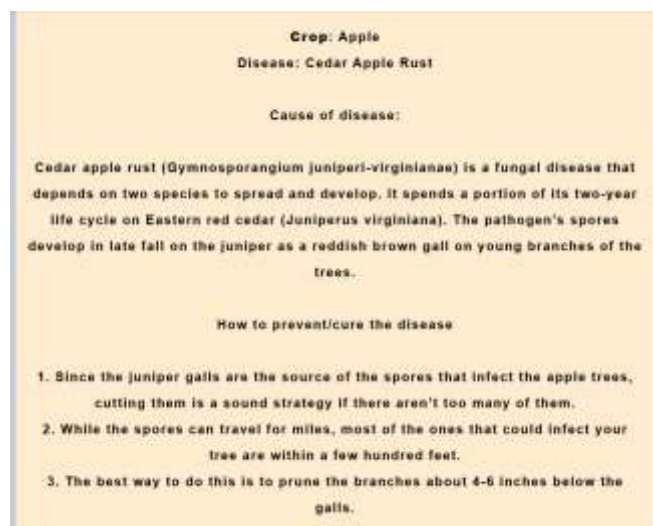 Crop: Apple
Disease: Cedar Apple Rust
Cause of disease:
Cedar apple rust (Gymnosporangium juniperi-virginianae) is a fungal disease that
depends on two species to spread and develop. It spends a portion of its two-year
life cycle on Eastern red cedar (Juniperus virginiana). The pathogen's spores
develop in late fall on the juniper as a reddish brown gall on young branches of the
trees.
How to prevent/cure the disease
1. Since the juniper galls are the source of the spores that infect the apple trees,
cutting them is a sound strategy if there aren't too many of them.
2. While the spores can travel for miles, most of the ones that could infect your
tree are within a few hundred feet.
3. The best way to do this is to prune the branches about 4-6 inches below the
galls.